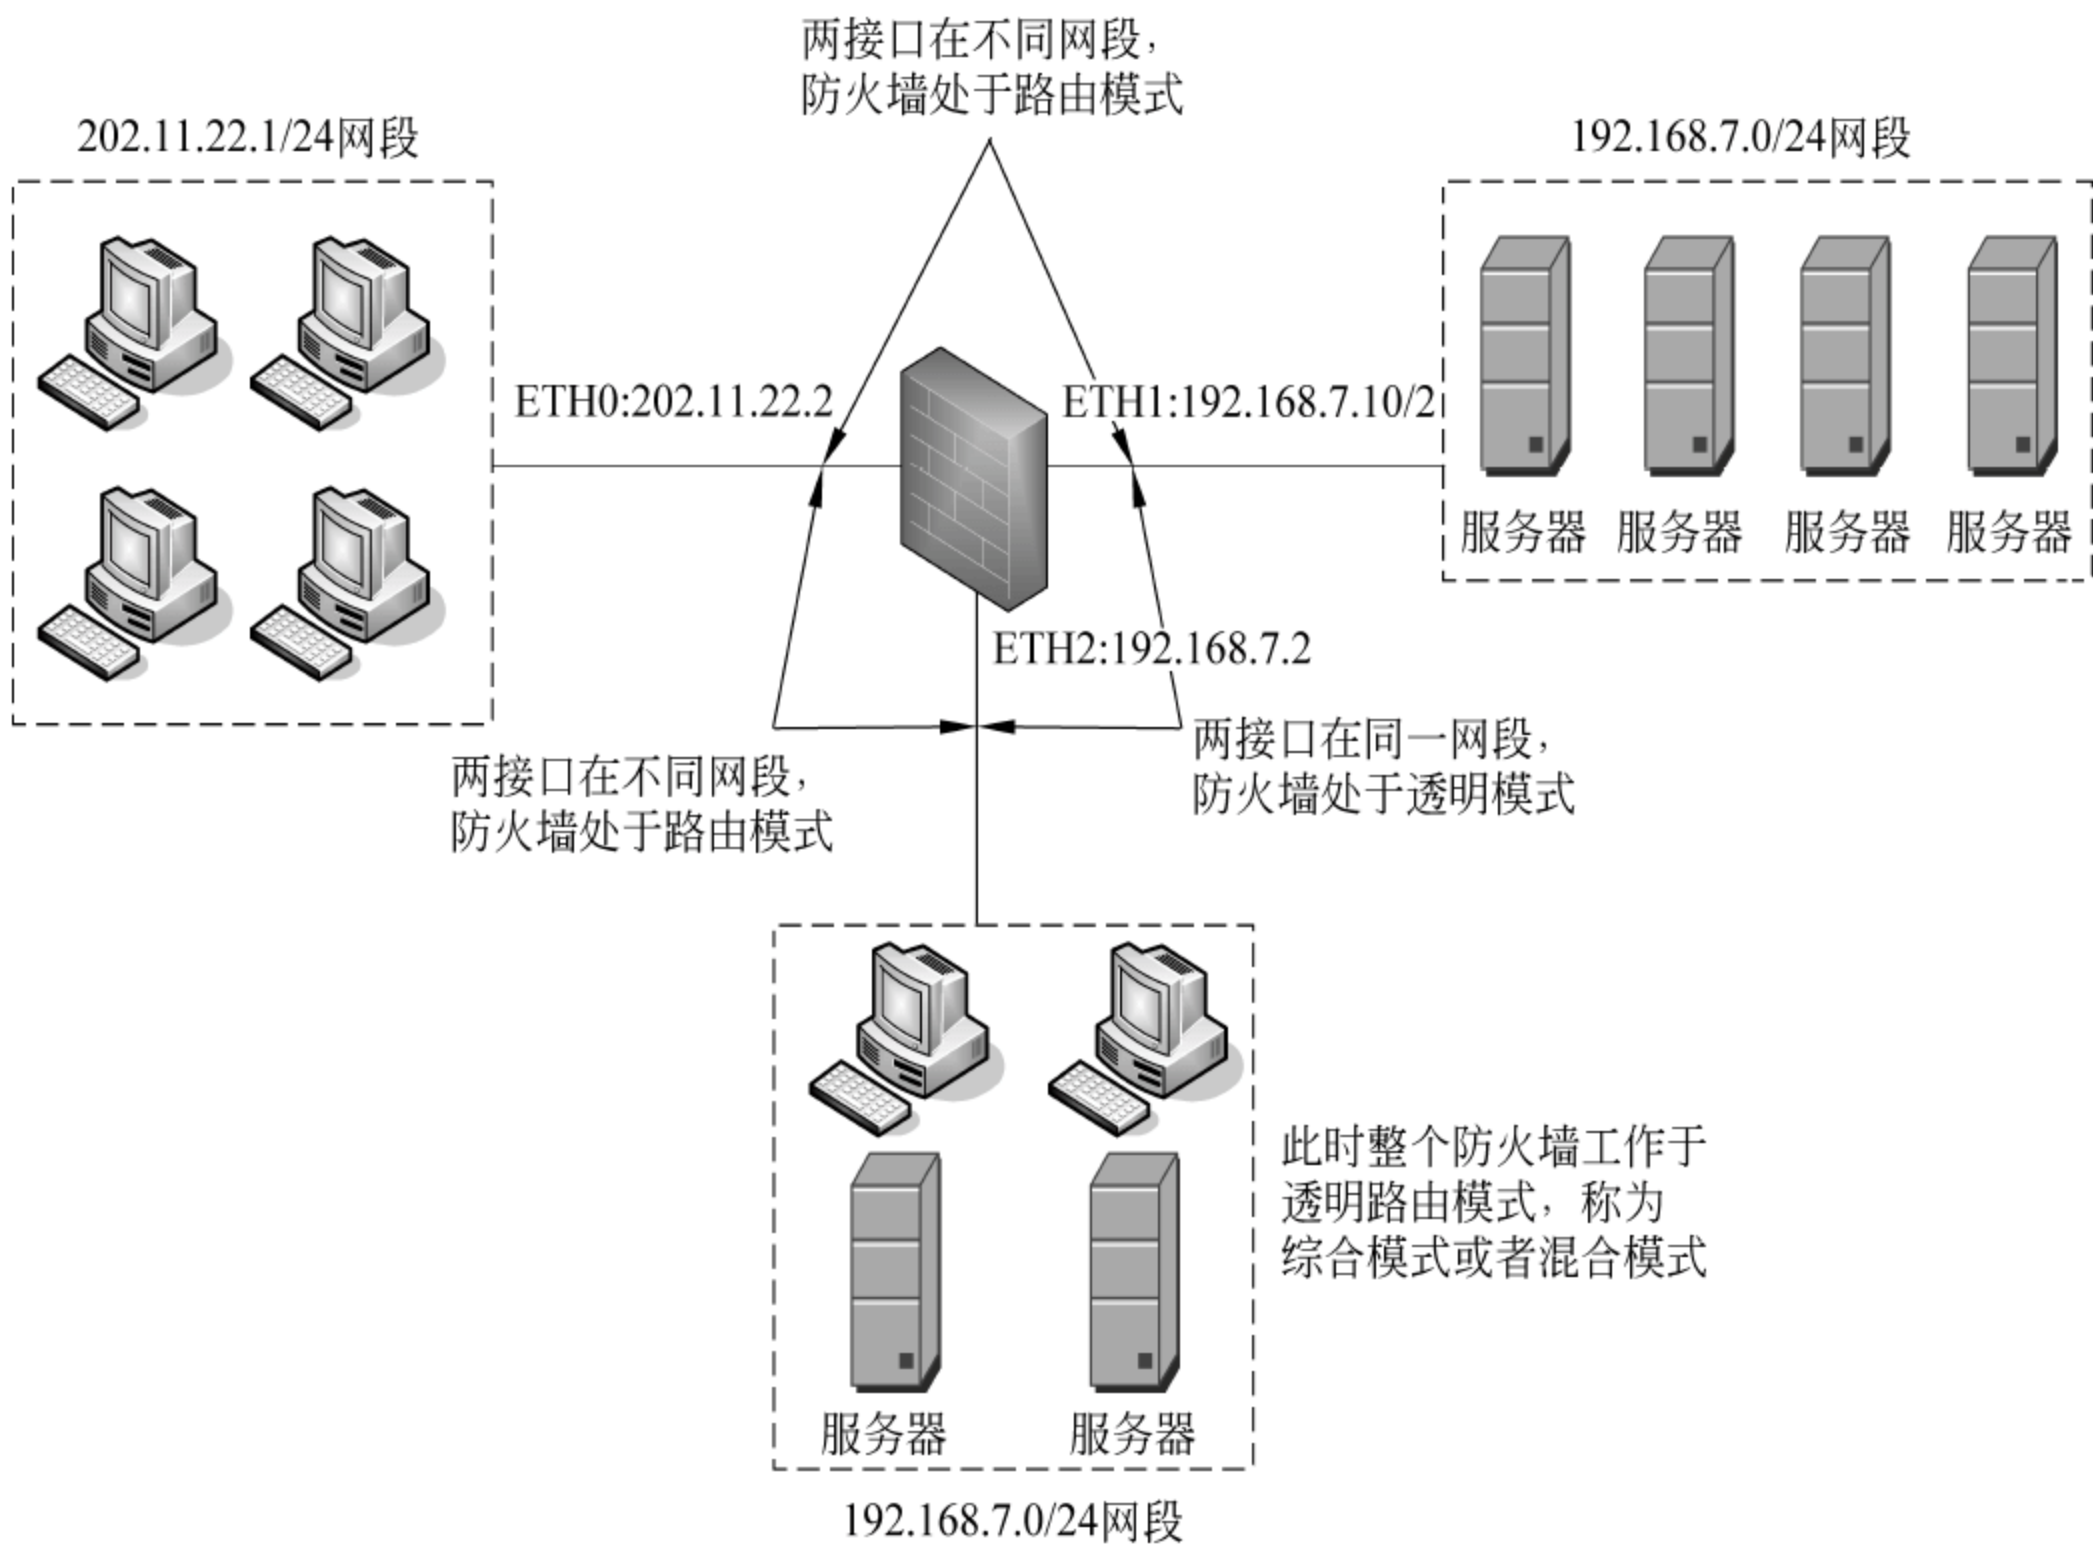 两接口在不同网段，
防火墙处于路由模式
202.11.22.1/24网段
192.168.7.0/24网段
ETH0:202.11.22.2
ETH1:192.168.7.10/2
服务器
服务器
服务器
服务器
ETH2:192.168.7.2
两接口在不同网段，
防火墙处于路由模式
两接口在同一网段，
防火墙处于透明模式
此时整个防火墙工作于
透明路由模式，称为
综合模式或者混合模式
服务器
服务器
192.168.7.0/24网段